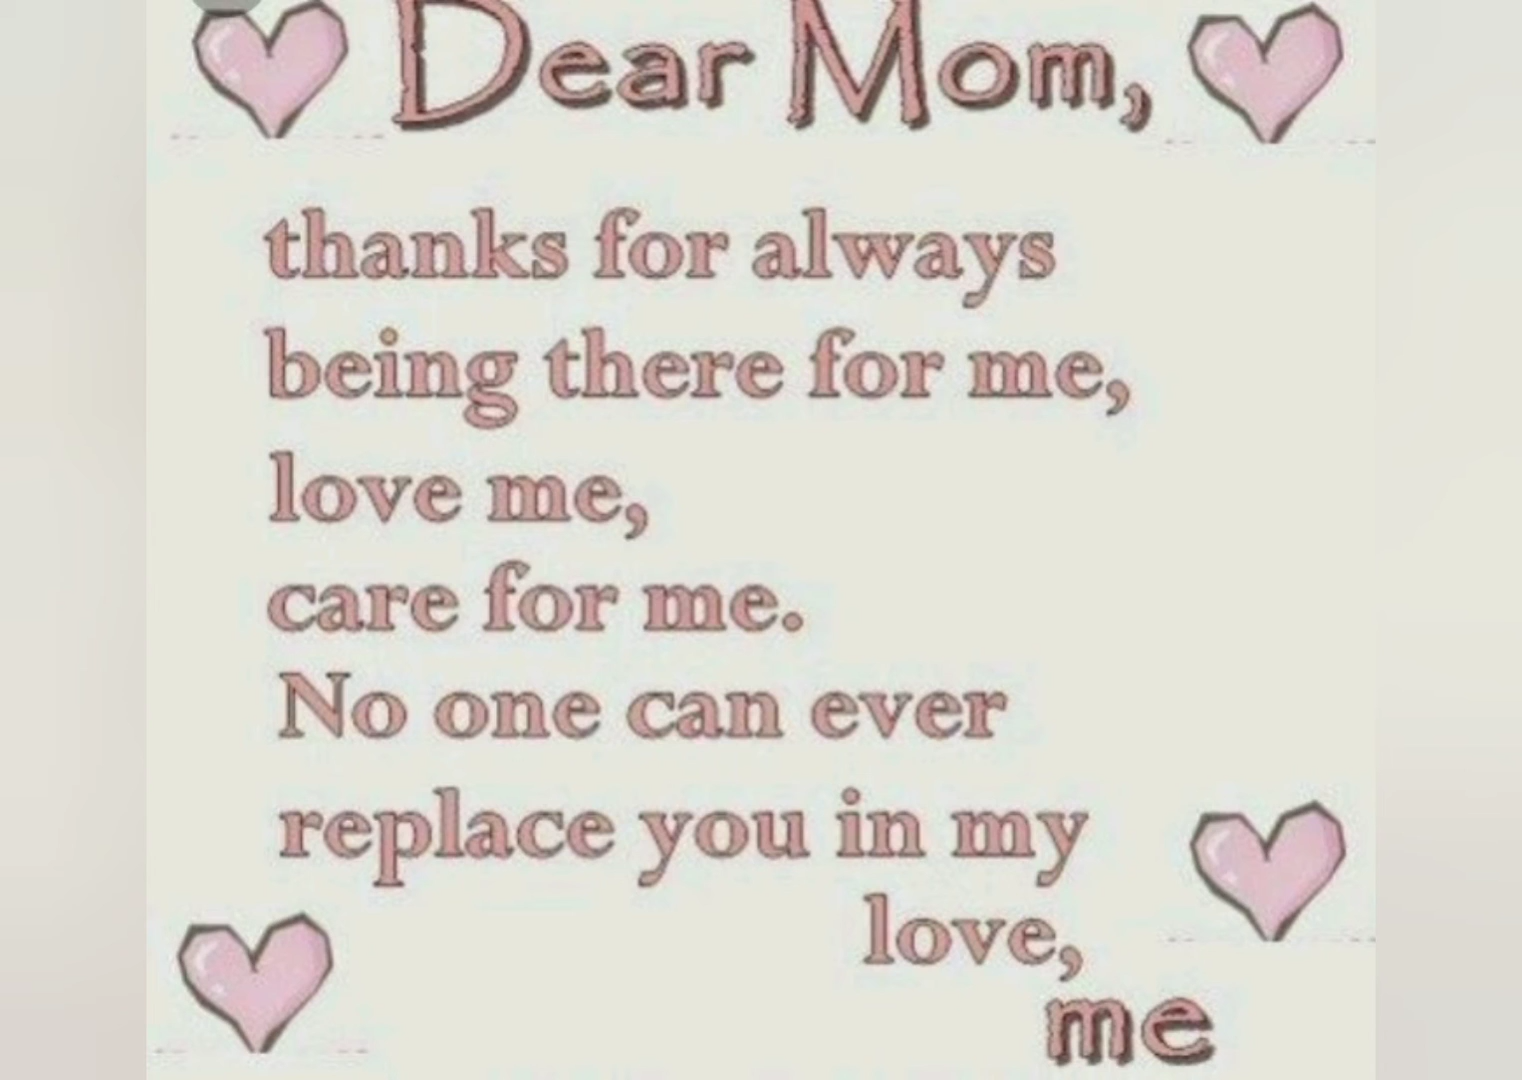 Dear Mom,
thanks for always
being there for me,
love me,
care for me.
No one can ever
replace you in my
love,
me